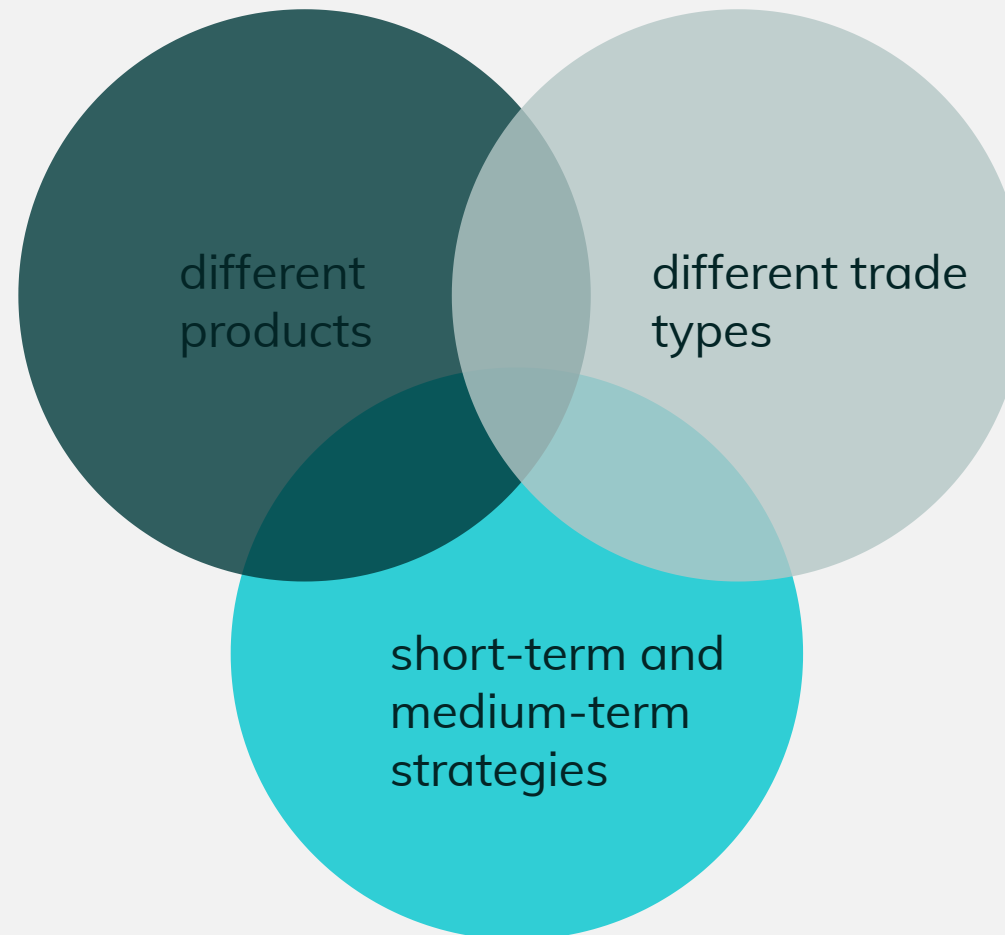 different
products
different trade
types
short-term and
medium-term
strategies